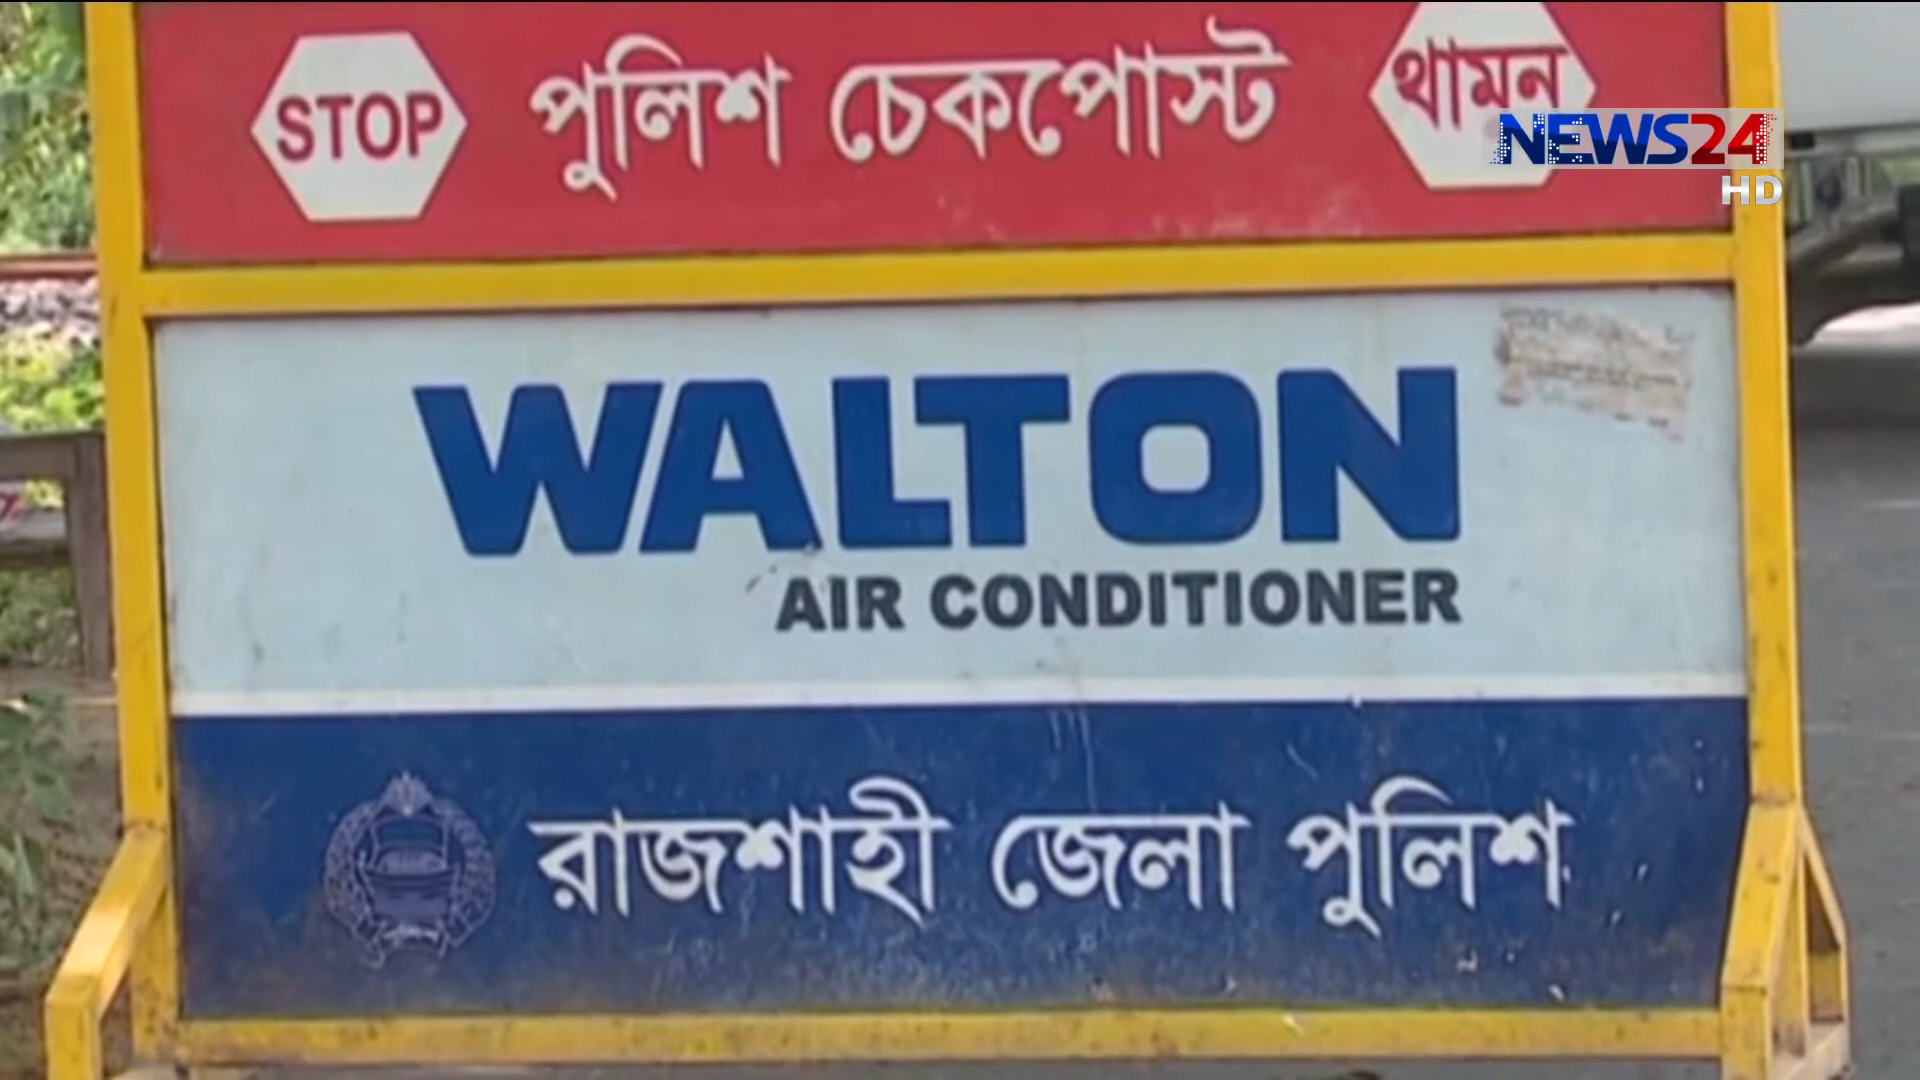 STOP পুলিশ চেকপোস্ট থামন
NEWS24
HD
WALTON
AIR CONDITIONER
রাজশাহী জেলা পুলিশ